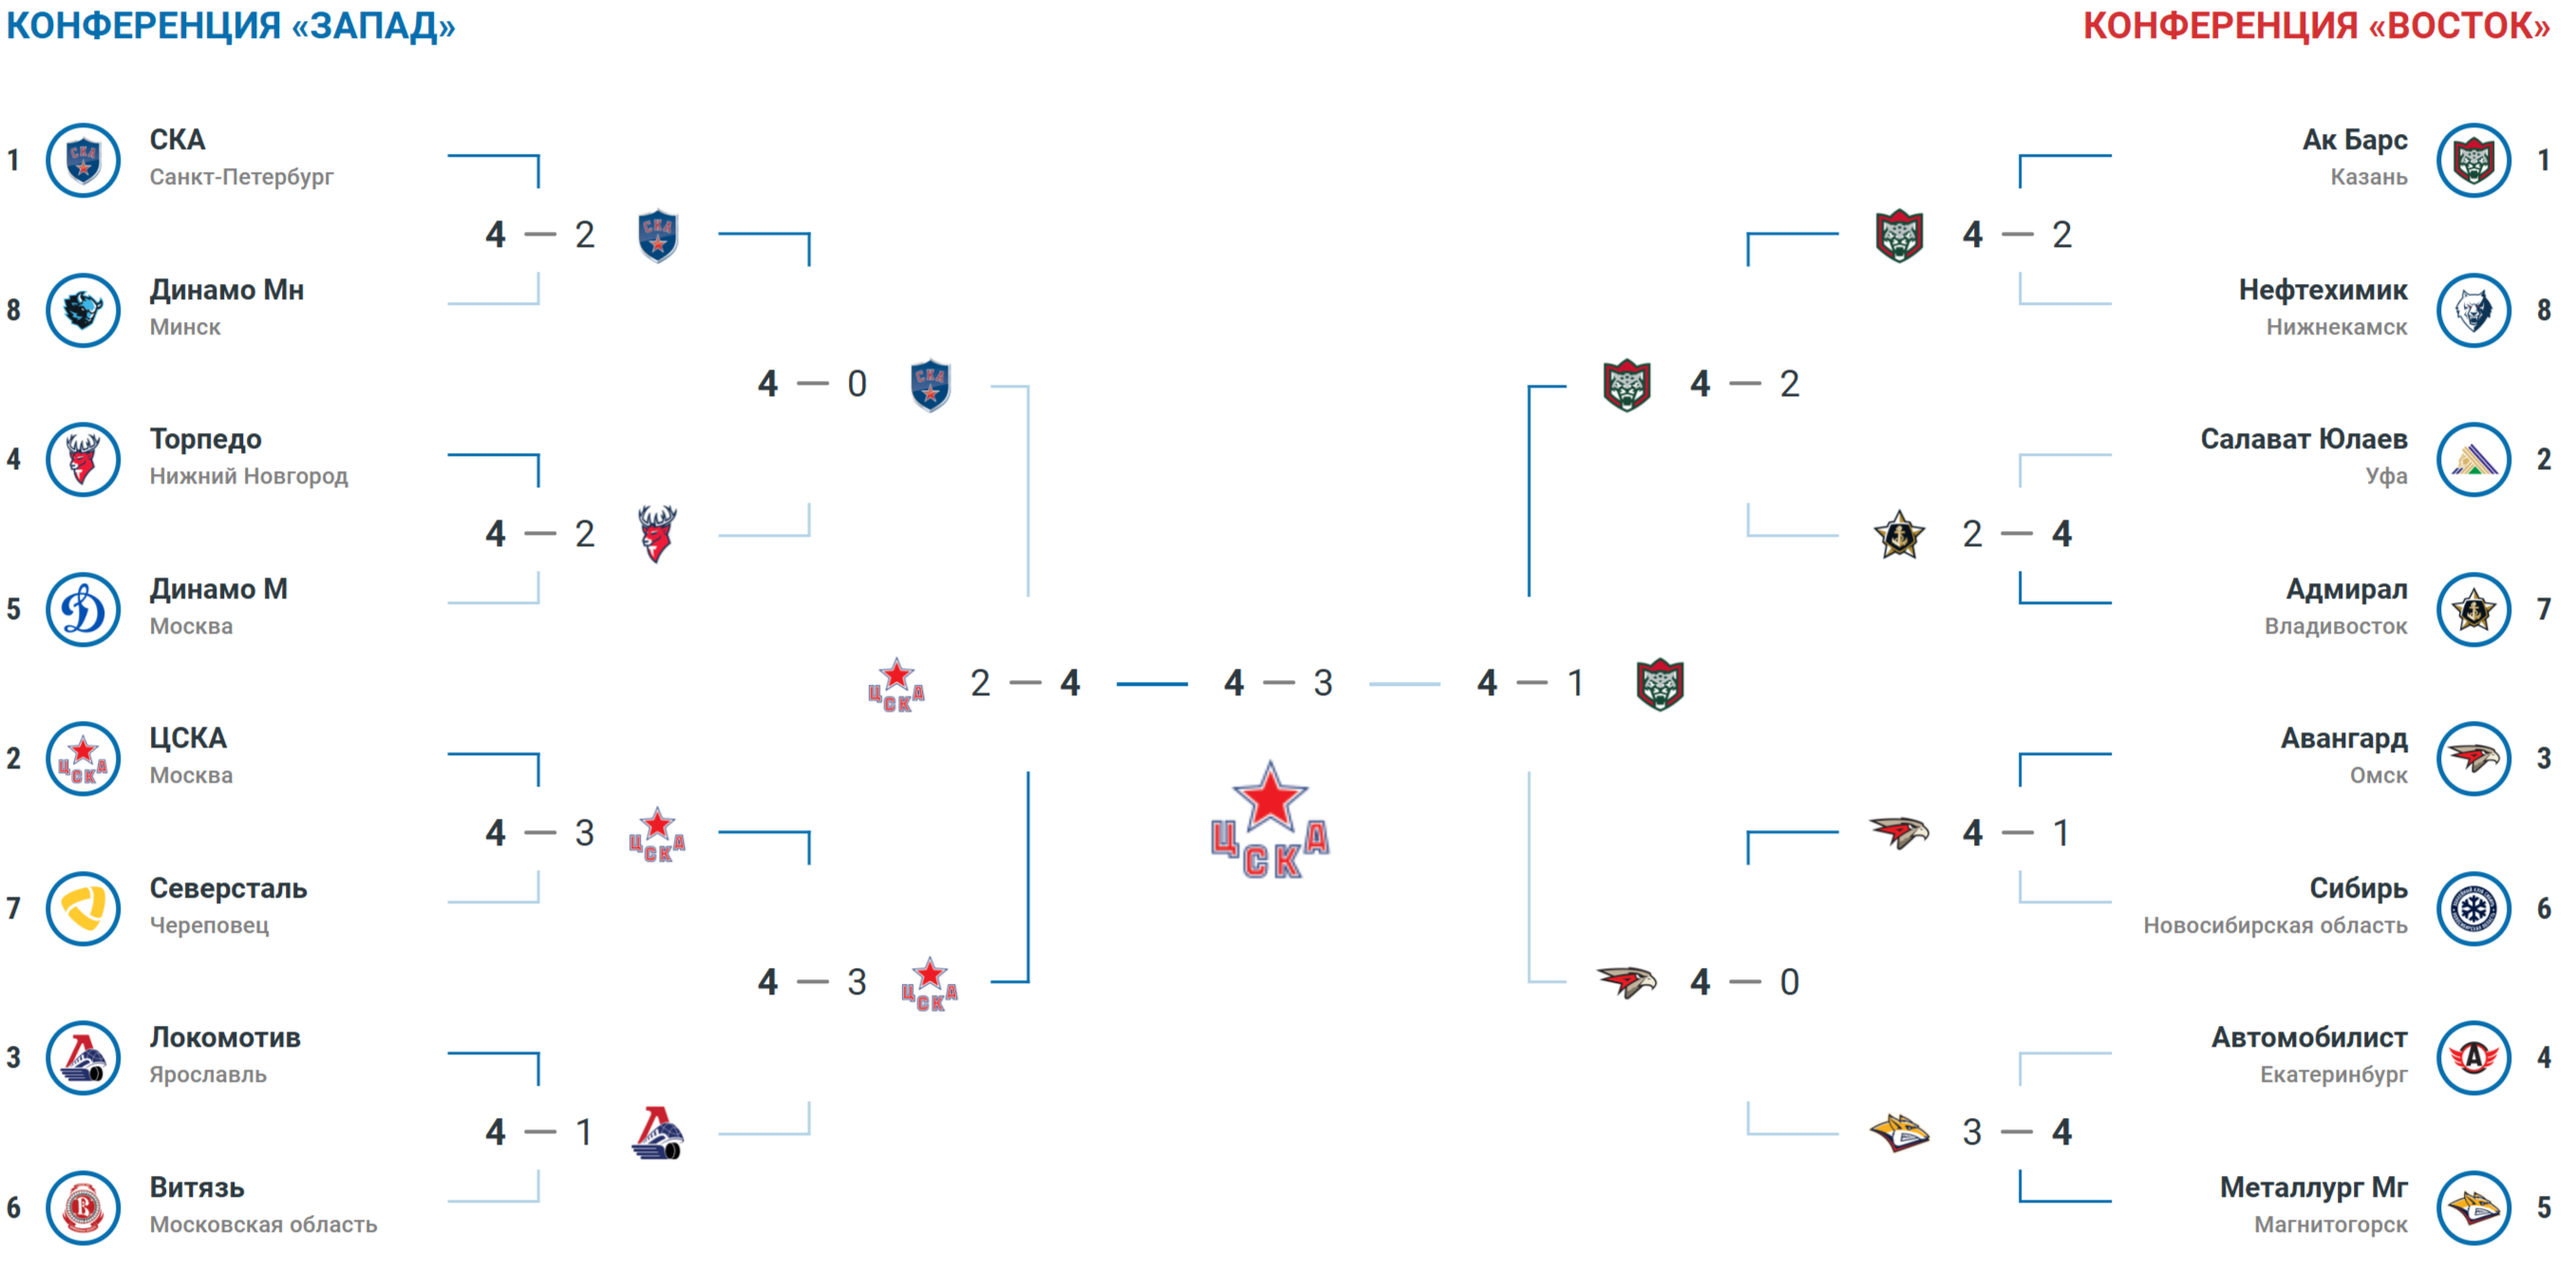 КОНФЕРЕНЦИЯ «ЗАПАД»
1 СКА
Санкт-Петербург
4 — 2
8 Динамо Мн
Минск
4 — 0
4 Торпедо
Нижний Новгород
4 — 2
5 Динамо М
Москва
2 — 4
2 ЦСКА
Москва
4 — 3
7 Северсталь
Череповец
4 — 3
3 Локомотив
Ярославль
4 — 1
6 Витязь
Московская область
4 — 3
ЦСКА
КОНФЕРЕНЦИЯ «ВОСТОК»
Ак Барс 1
Казань
4 — 2
Нефтехимик 8
Нижнекамск
4 — 2
Салават Юлаев 2
Уфа
2 — 4
Адмирал 7
Владивосток
4 — 1
Авангард 3
Омск
4 — 1
Сибирь 6
Новосибирская область
4 — 0
Автомобилист 4
Екатеринбург
3 — 4
Металлург Мг 5
Магнитогорск